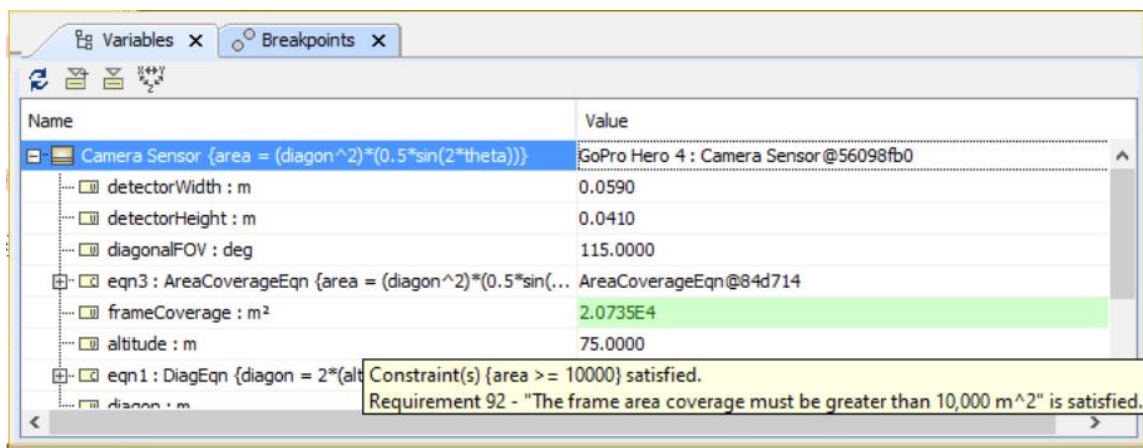 Variables X Breakpoints X
Name Value
Camera Sensor {area = (diagon^2)*(0.5*sin(2*theta))} GoPro Hero 4 : Camera Sensor@56098fb0
detectorWidth : m 0.0590
detectorHeight : m 0.0410
diagonalFOV : deg 115.0000
eqn3 : AreaCoverageEqn {area = (diagon^2)*(0.5*sin(... AreaCoverageEqn@84d714
frameCoverage : m² 2.0735E4
altitude : m 75.0000
eqn1 : DiagEqn {diagon = 2*(alt Constraint(s) {area >= 10000} satisfied.
diagon : m Requirement 92 - "The frame area coverage must be greater than 10,000 m^2" is satisfied.